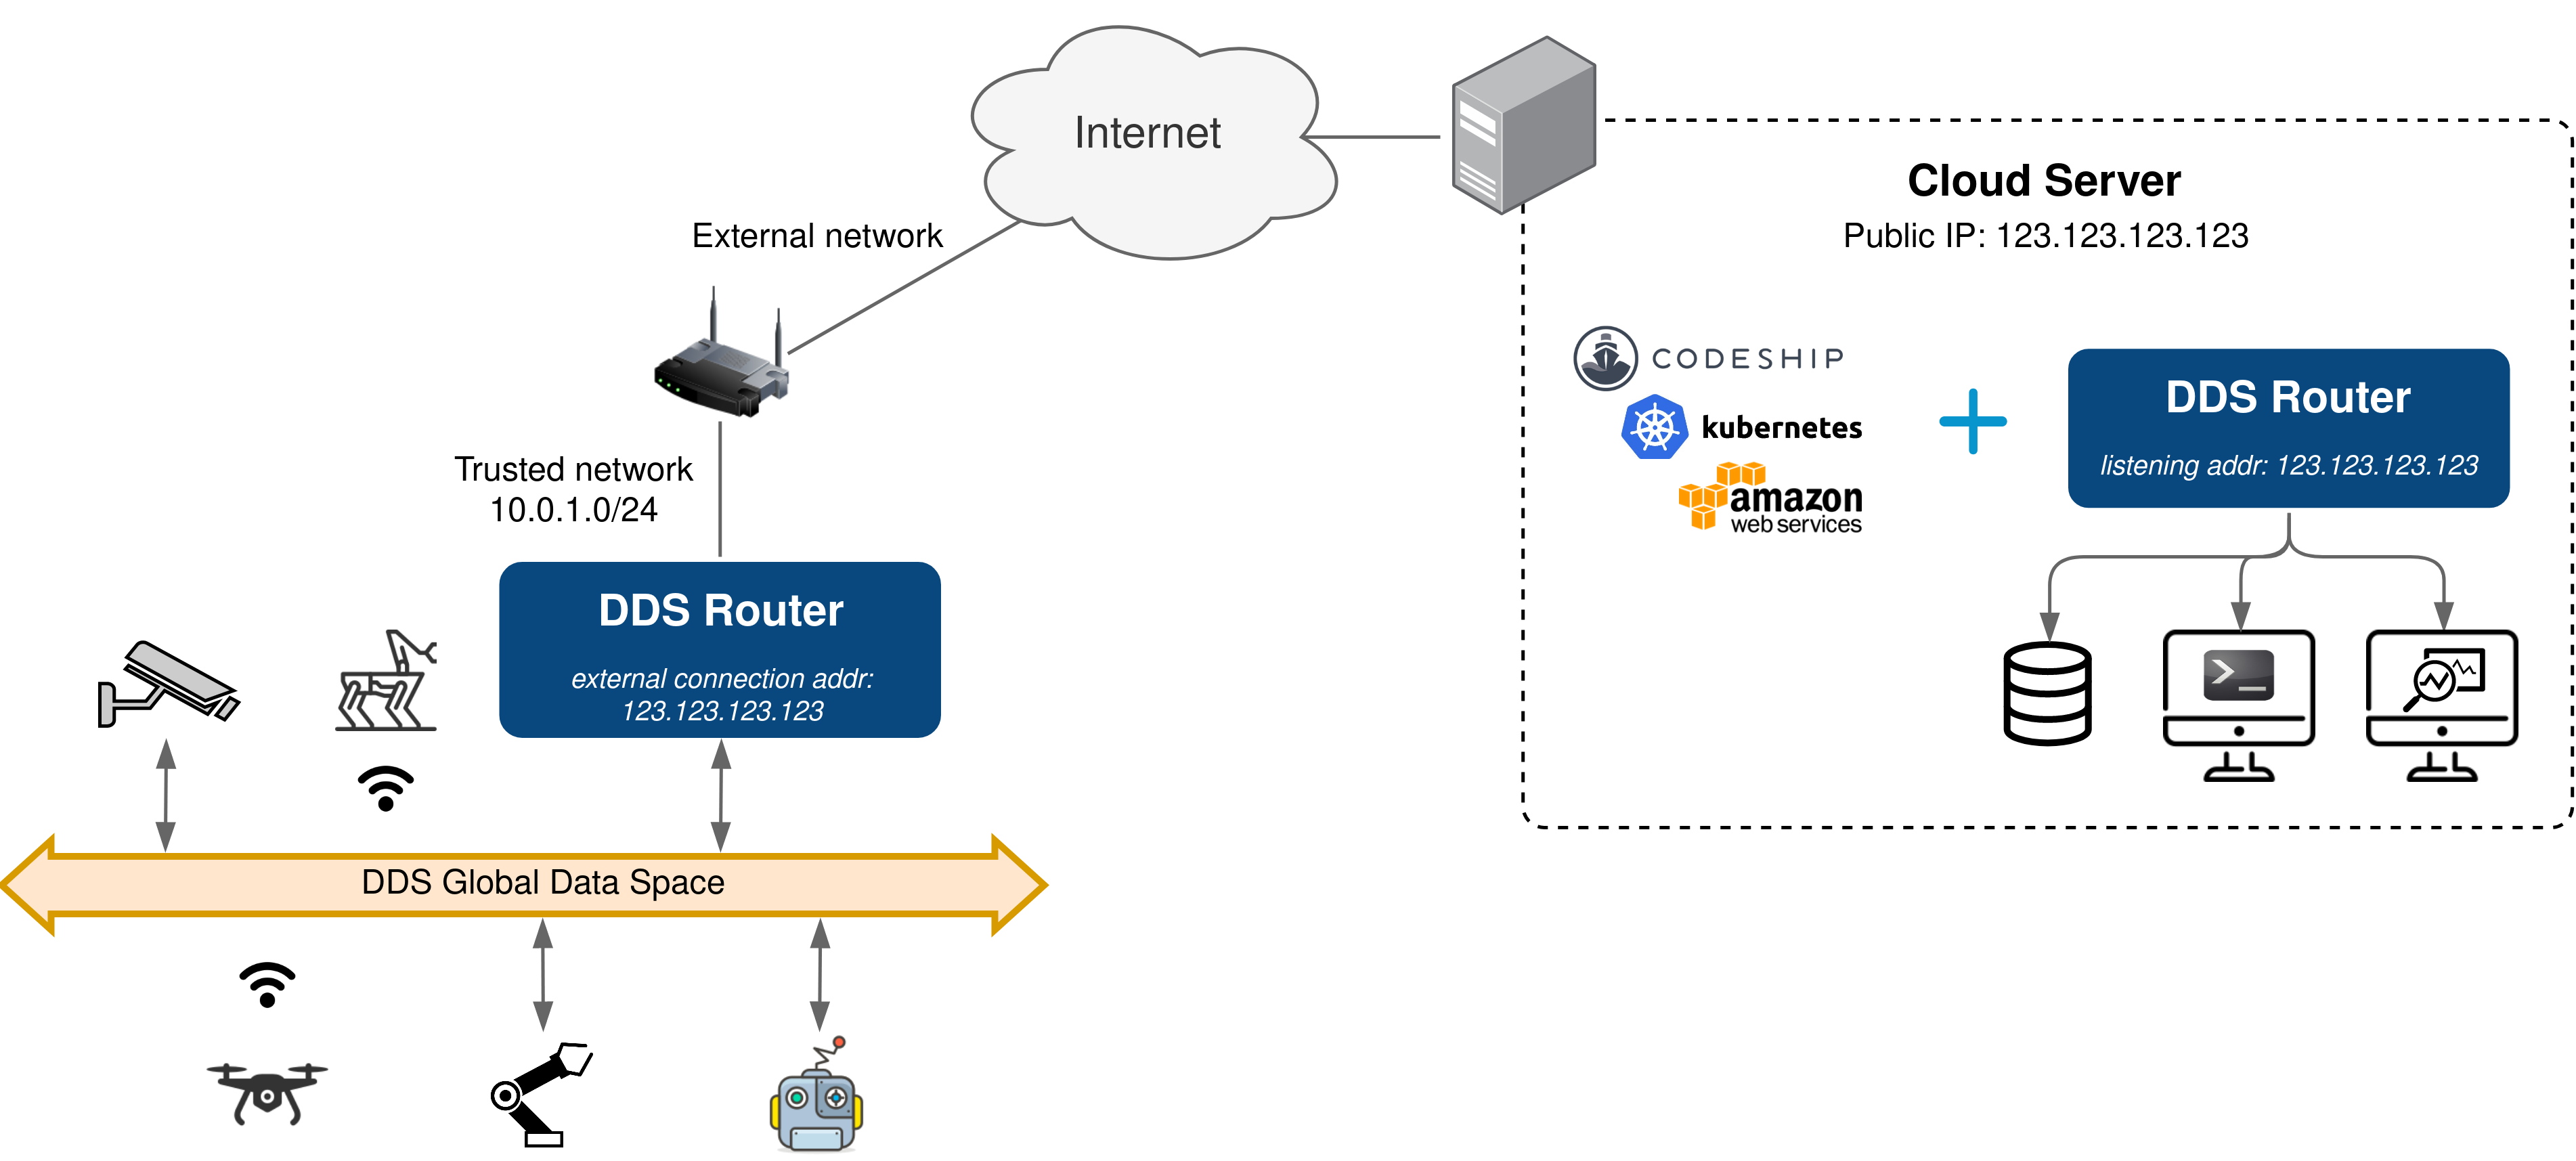 Internet
Cloud Server
Public IP: 123.123.123.123
External network
CODESHIP
kubernetes
amazon
web services
DDS Router
listening addr: 123.123.123.123
Trusted network
10.0.1.0/24
DDS Router
external connection addr:
123.123.123.123
DDS Global Data Space